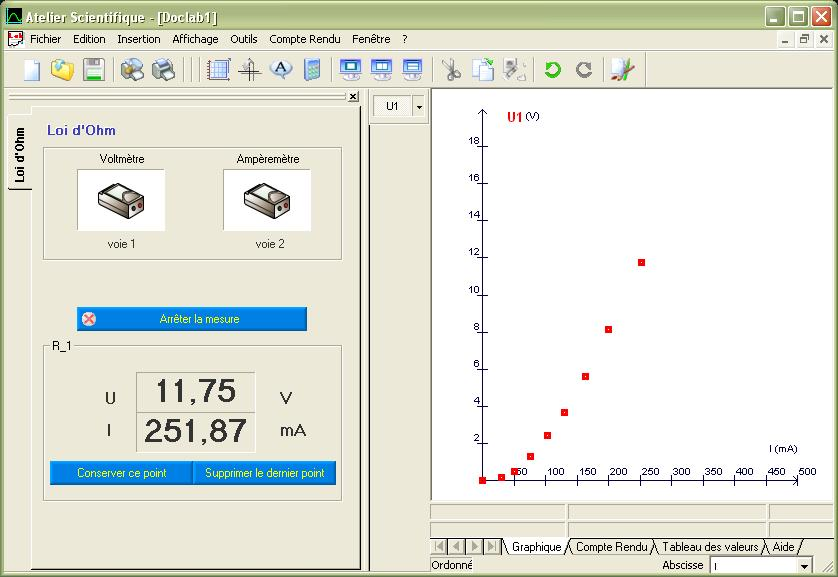 Atelier Scientifique - [Doclab1]
Fichier Edition Insertion Affichage Outils Compte Rendu Fenêtre ?
Loi d'Ohm
Loi d'Ohm
Voltmètre Ampèremètre
voie 1 voie 2
Arrêter la mesure
R_1
U 11,75 V
I 251,87 mA
Conserver ce point Supprimer le dernier point
U1
U1 (V)
18
16
14
12
10
8
6
4
2
I (mA)
50 100 150 200 250 300 350 400 450 500
Graphique Compte Rendu Tableau des valeurs Aide
Ordonné Abscisse I